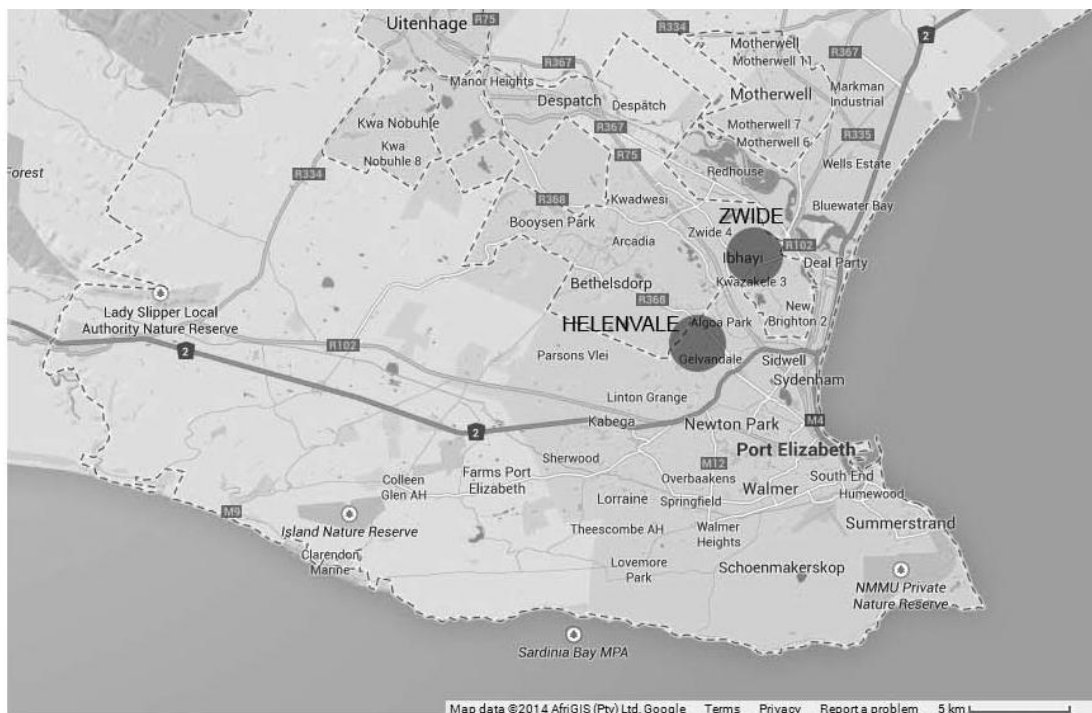 Uitenhage
R75
R334
2
Motherwell
Motherwell 11
R367
R367
Manor Heights
Despatch
Despatch
Motherwell
Markman
Industrial
Kwa Nobuhle
Kwa
Nobuhle 8
R367
Motherwell 7
Motherwell 6
R335
R75
Wells Estate
Forest
R334
Redhouse
R368
Kwadwesi
Bluewater Bay
ZWIDE
Booysen Park
Zwide 4
Arcadia
R102
Ibhayi
Deal Party
Bethelsdorp
Kwazakele 3
Lady Slipper Local
Authority Nature Reserve
R368
New
Brighton 2
HELENVALE
Algoa Park
R102
2
Parsons Vlei
Gelvandale
Sidwell
Sydenham
Linton Grange
Kabega
Newton Park
M4
2
Port Elizabeth
Sherwood
M12
Colleen
Glen AH
Farms Port
Elizabeth
Overbaakens
South End
Lorraine
Springfield
Walmer
Humewood
M9
Island Nature Reserve
Theescombe AH
Walmer
Heights
Summerstrand
Clarendon
Marine
Lovemore
Park
Schoenmakerskop
NMMU Private
Nature Reserve
Sardinia Bay MPA
Map data ©2014 AfriGIS (Pty) Ltd, Google Terms Privacy Report a problem 5 km